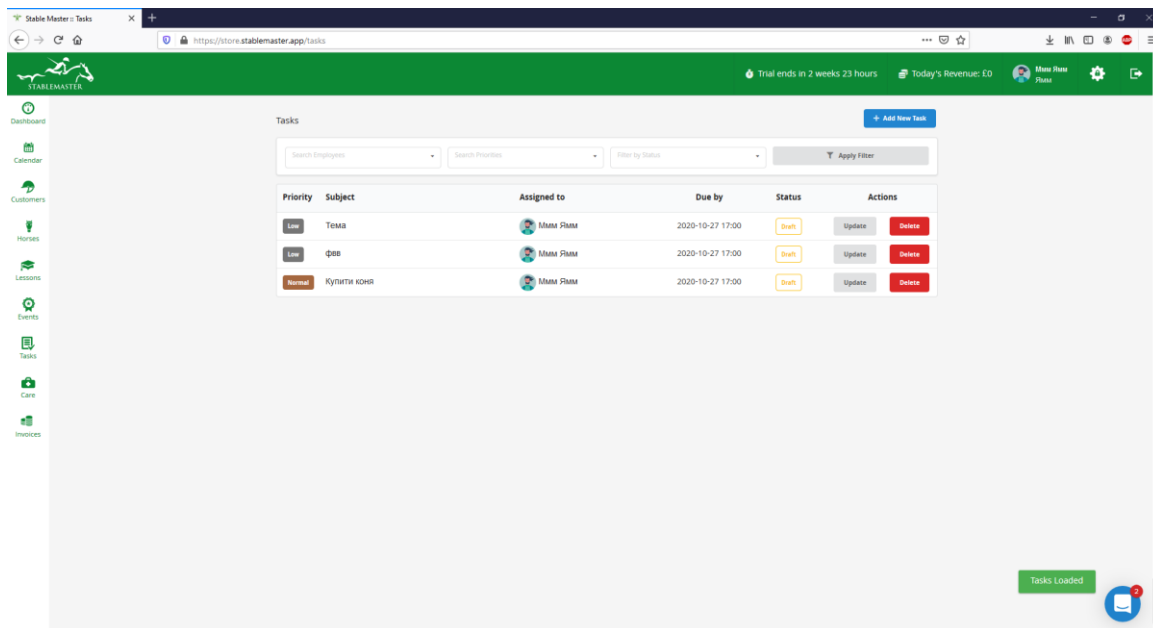 Stable Master :: Tasks
https://store.stablemaster.app/tasks
STABLEMASTER
Trial ends in 2 weeks 23 hours
Today's Revenue: £0
Ммм Ямм
Ямм
Dashboard
Calendar
Customers
Horses
Lessons
Events
Tasks
Care
Invoices
Tasks
+ Add New Task
Search Employees
Search Priorities
Filter by Status
Apply Filter
Priority Subject Assigned to Due by Status Actions
Low Тема Ммм Ямм 2020-10-27 17:00 Draft Update Delete
Low фвв Ммм Ямм 2020-10-27 17:00 Draft Update Delete
Normal Купити коня Ммм Ямм 2020-10-27 17:00 Draft Update Delete
Tasks Loaded
2